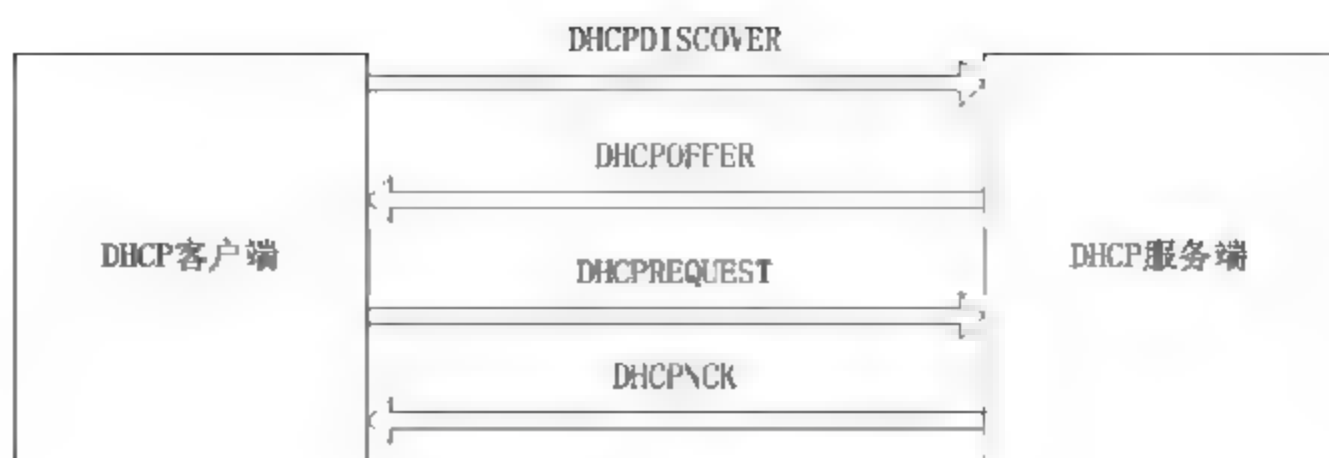 DHCPDISCOVER
DHCPOFFER
DHCP客户端
DHCP服务端
DHCPREQUEST